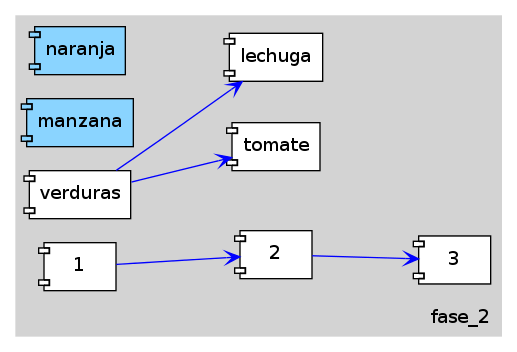 naranja
lechuga
manzana
tomate
verduras
1
2
3
fase_2